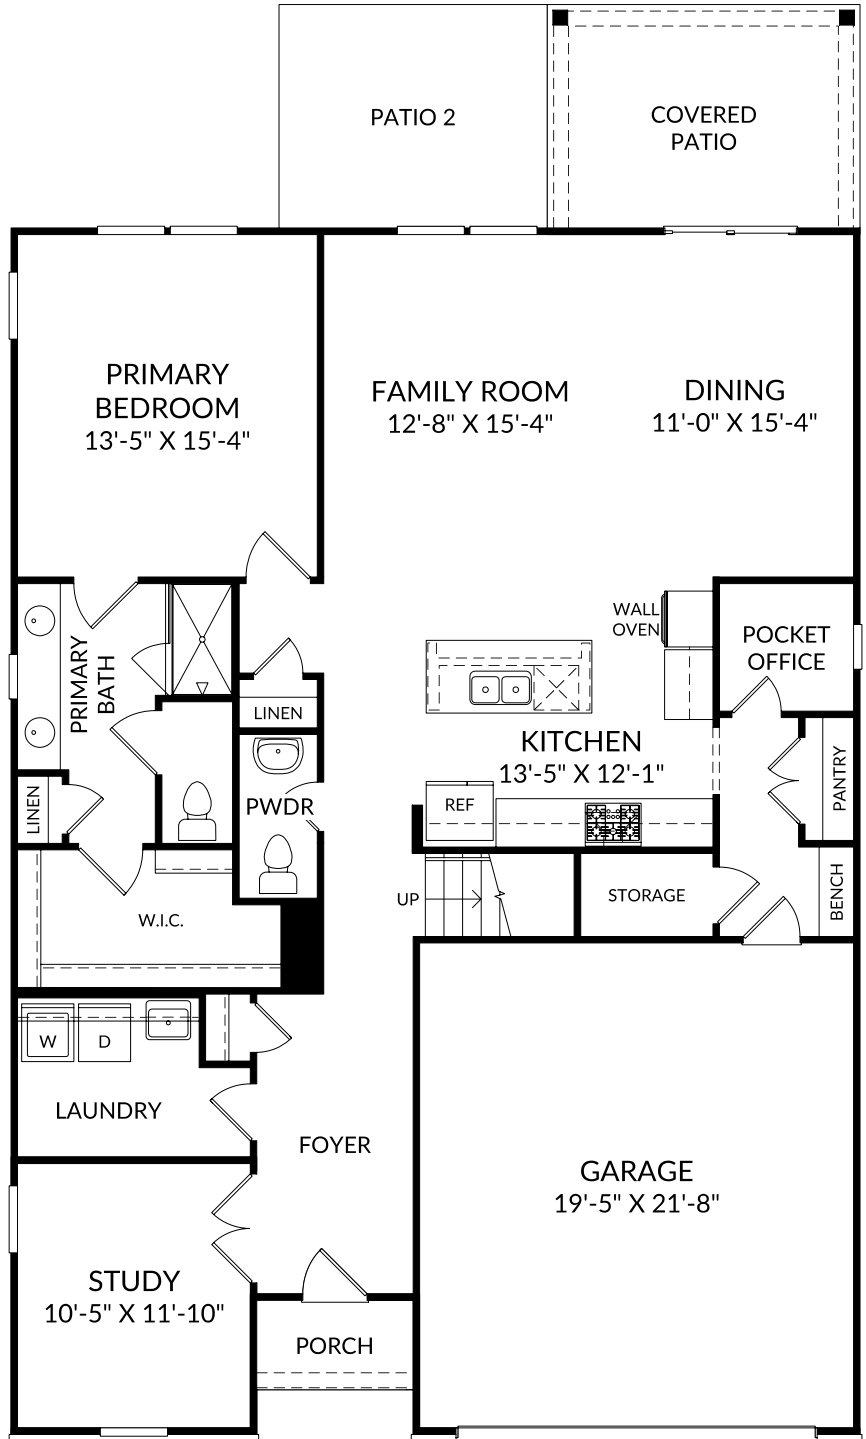 PATIO 2
COVERED
PATIO
PRIMARY
BEDROOM
13'-5" X 15'-4"
FAMILY ROOM
12'-8" X 15'-4"
DINING
11'-0" X 15'-4"
WALL
OVEN
POCKET
OFFICE
PRIMARY
BATH
LINEN
KITCHEN
13'-5" X 12'-1"
PANTRY
LINEN
PWDR
REF
UP
STORAGE
BENCH
W.I.C.
W
D
LAUNDRY
FOYER
GARAGE
19'-5" X 21'-8"
STUDY
10'-5" X 11'-10"
PORCH